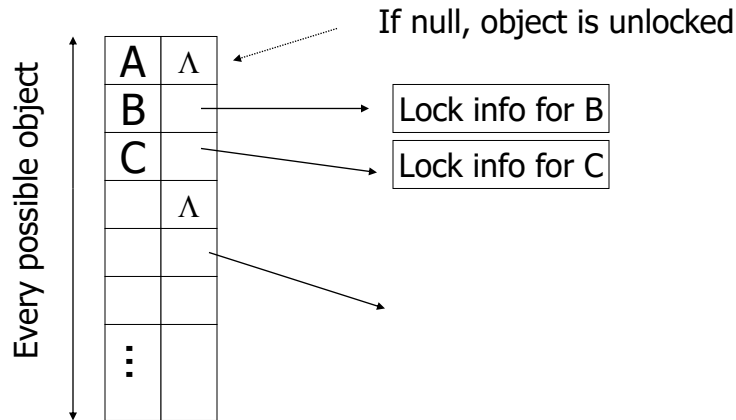 If null, object is unlocked
Every possible object
A Λ
B
Lock info for B
C
Lock info for C
Λ
⋮